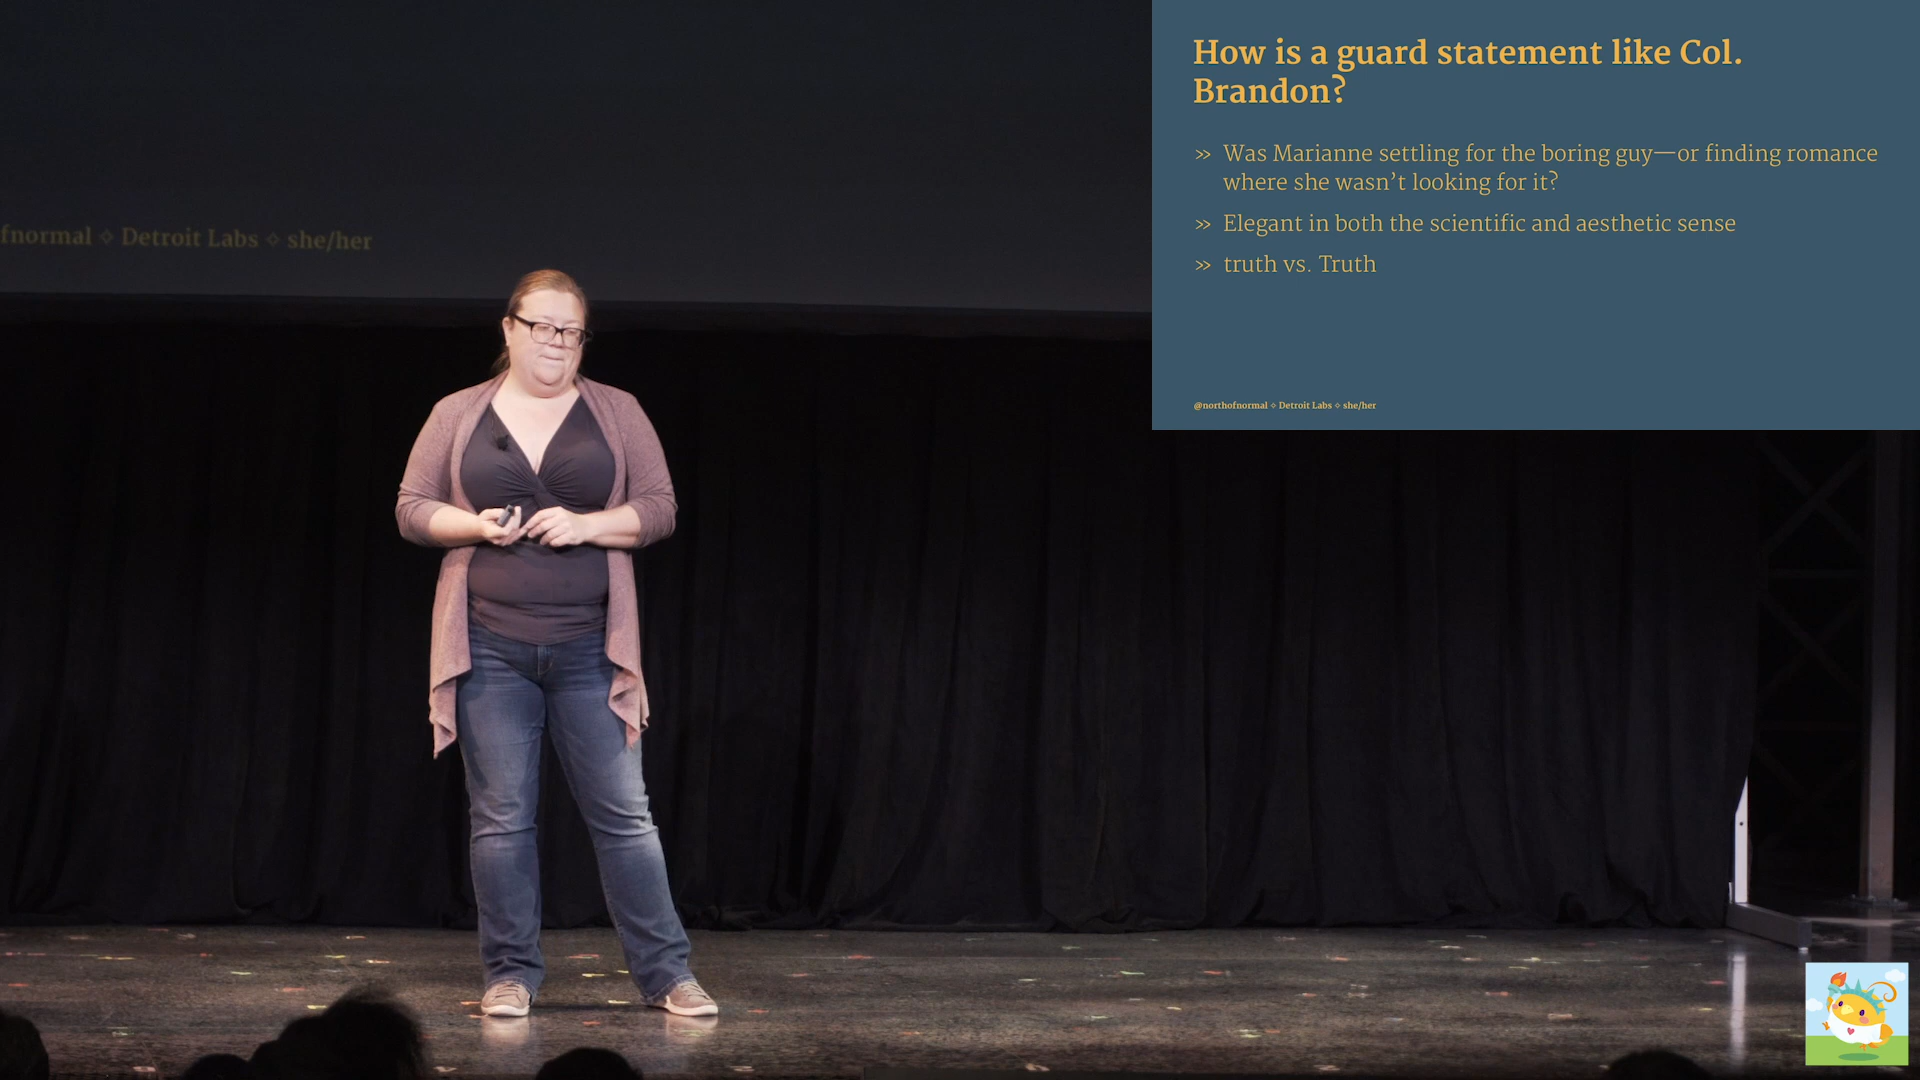 How is a guard statement like Col.
Brandon?
» Was Marianne settling for the boring guy—or finding romance
where she wasn't looking for it?
» Elegant in both the scientific and aesthetic sense
» truth vs. Truth
@northofnormal ⟡ Detroit Labs ⟡ she/her
fnormal ⟡ Detroit Labs ⟡ she/her